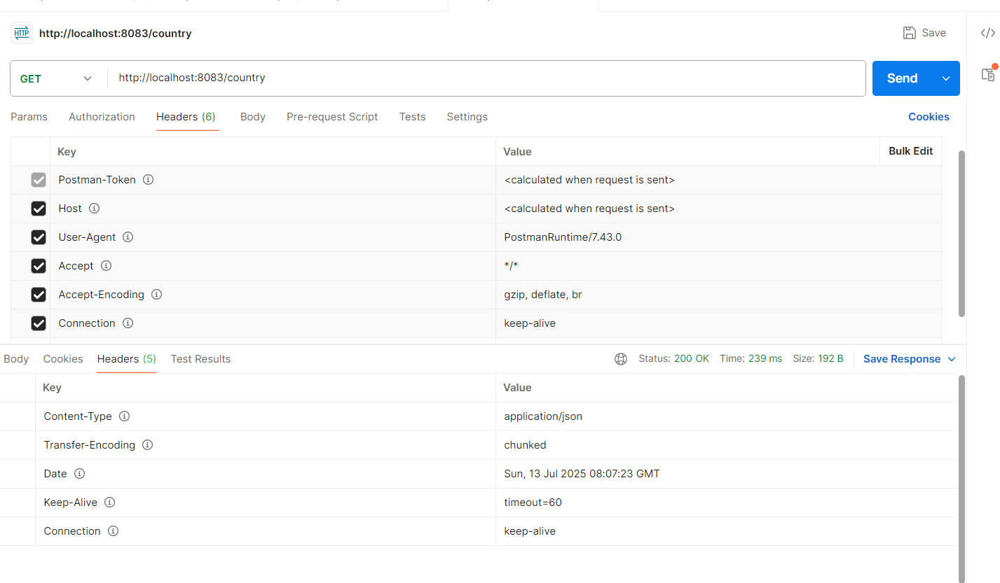 HTTP http://localhost:8083/country Save
GET http://localhost:8083/country Send
Params Authorization Headers (6) Body Pre-request Script Tests Settings Cookies
Key Value Bulk Edit
Postman-Token <calculated when request is sent>
Host <calculated when request is sent>
User-Agent PostmanRuntime/7.43.0
Accept */*
Accept-Encoding gzip, deflate, br
Connection keep-alive
Body Cookies Headers (5) Test Results Status: 200 OK Time: 239 ms Size: 192 B Save Response
Key Value
Content-Type application/json
Transfer-Encoding chunked
Date Sun, 13 Jul 2025 08:07:23 GMT
Keep-Alive timeout=60
Connection keep-alive